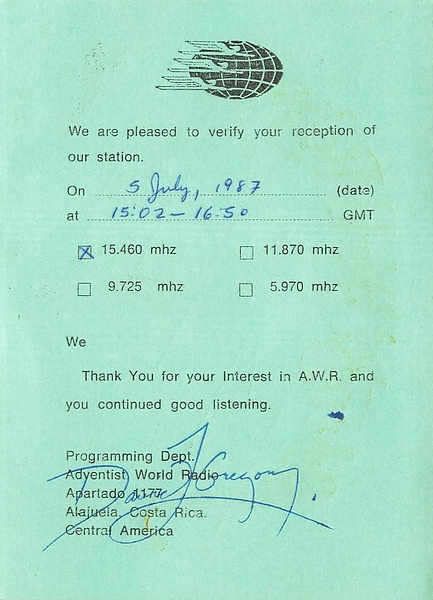 We are pleased to verify your reception of
our station.
On 5 July, 1987 (date)
at 15:02 - 16:50 GMT
15.460 mhz 11.870 mhz
9.725 mhz 5.970 mhz
We
Thank You for your Interest in A.W.R. and
you continued good listening.
Programming Dept.
Adventist World Radio
Apartado 1177
Alajuela, Costa Rica.
Central America